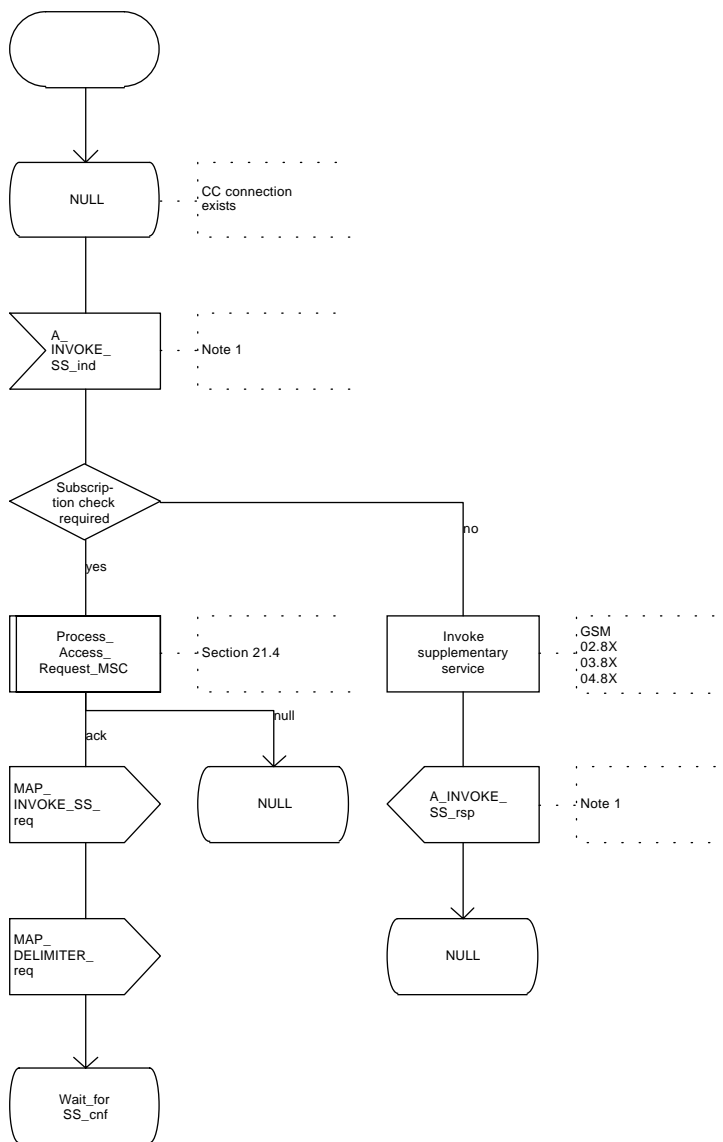 NULL
CC connection
exists
A_
INVOKE_
SS_ind
Note 1
Subscrip-
tion check
required
no
yes
Process_
Access_
Request_MSC
Section 21.4
Invoke
supplementary
service
GSM
02.8X
03.8X
04.8X
null
ack
MAP_
INVOKE_SS_
req
NULL
A_INVOKE_
SS_rsp
Note 1
MAP_
DELIMITER_
req
NULL
Wait_for
SS_cnf